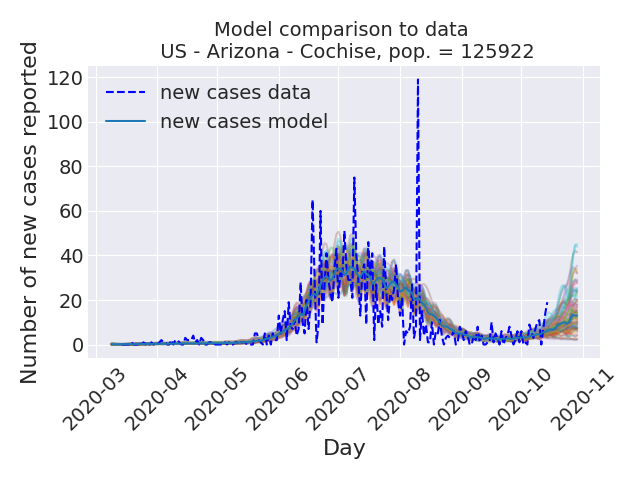 Model comparison to data
US - Arizona - Cochise, pop. = 125922
Number of new cases reported
120
100
80
60
40
20
0
new cases data
new cases model
2020-03
2020-04
2020-05
2020-06
2020-07
2020-08
2020-09
2020-10
2020-11
Day